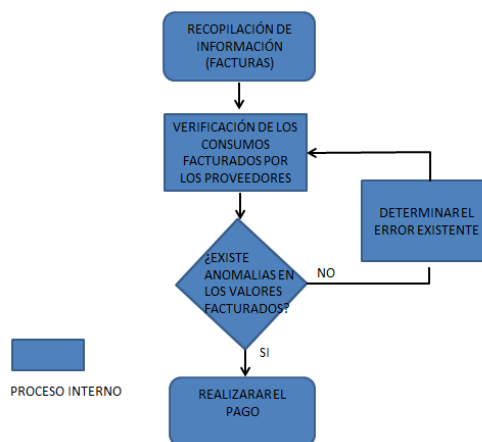 RECOPILACIÓN DE
INFORMACIÓN
(FACTURAS)
VERIFICACIÓN DE LOS
CONSUMOS
FACTURADOS POR
LOS PROVEEDORES
DETERMINAR EL
ERROR EXISTENTE
¿EXISTE
ANOMALIAS EN
LOS VALORES
FACTURADOS?
NO
SI
PROCESO INTERNO
REALIZARAR EL
PAGO